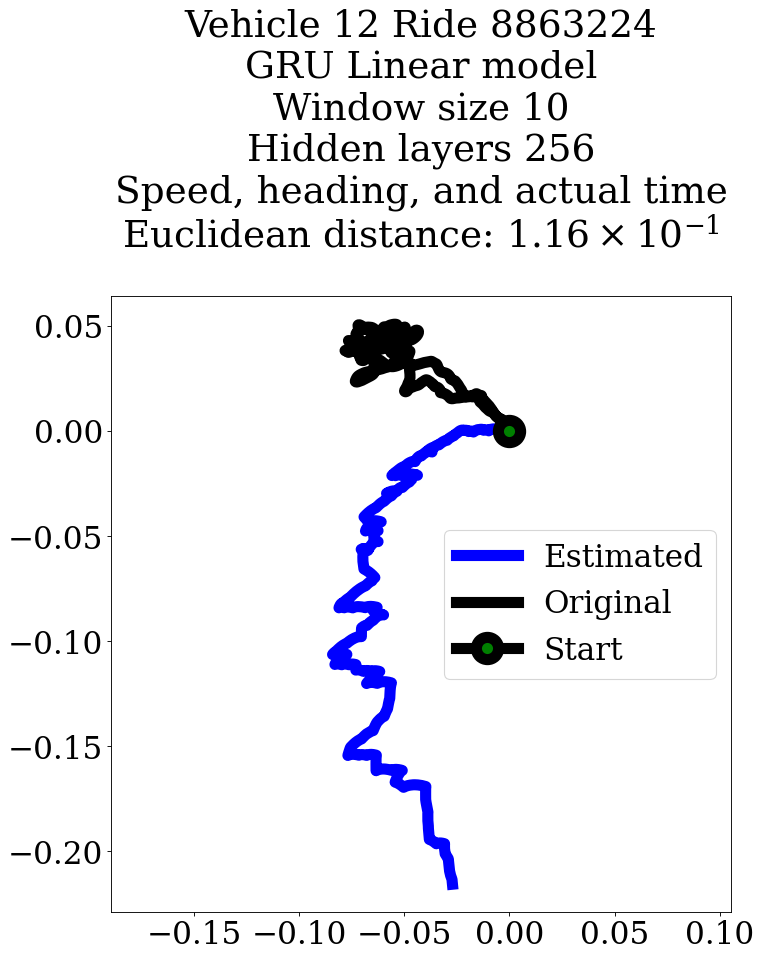 Vehicle 12 Ride 8863224
GRU Linear model
Window size 10
Hidden layers 256
Speed, heading, and actual time
Euclidean distance: 1.16 × 10⁻¹
0.05
0.00
−0.05
−0.10
−0.15
−0.20
Estimated
Original
Start
−0.15 −0.10 −0.05 0.00 0.05 0.10